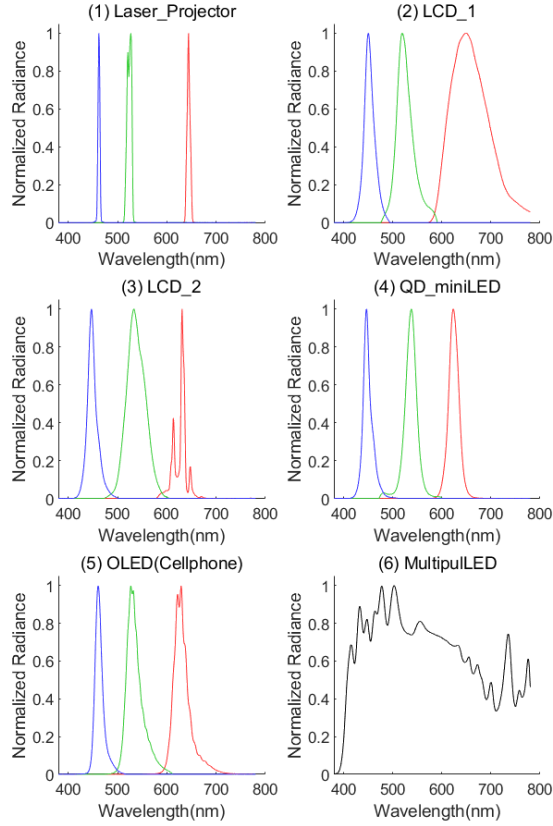 (1) Laser_Projector
Normalized Radiance
1
0.8
0.6
0.4
0.2
0
400 500 600 700 800
Wavelength(nm)
(2) LCD_1
Normalized Radiance
1
0.8
0.6
0.4
0.2
0
400 500 600 700 800
Wavelength(nm)
(3) LCD_2
Normalized Radiance
1
0.8
0.6
0.4
0.2
0
400 500 600 700 800
Wavelength(nm)
(4) QD_miniLED
Normalized Radiance
1
0.8
0.6
0.4
0.2
0
400 500 600 700 800
Wavelength(nm)
(5) OLED(Cellphone)
Normalized Radiance
1
0.8
0.6
0.4
0.2
0
400 500 600 700 800
Wavelength(nm)
(6) MultipulLED
Normalized Radiance
1
0.8
0.6
0.4
0.2
0
400 500 600 700 800
Wavelength(nm)